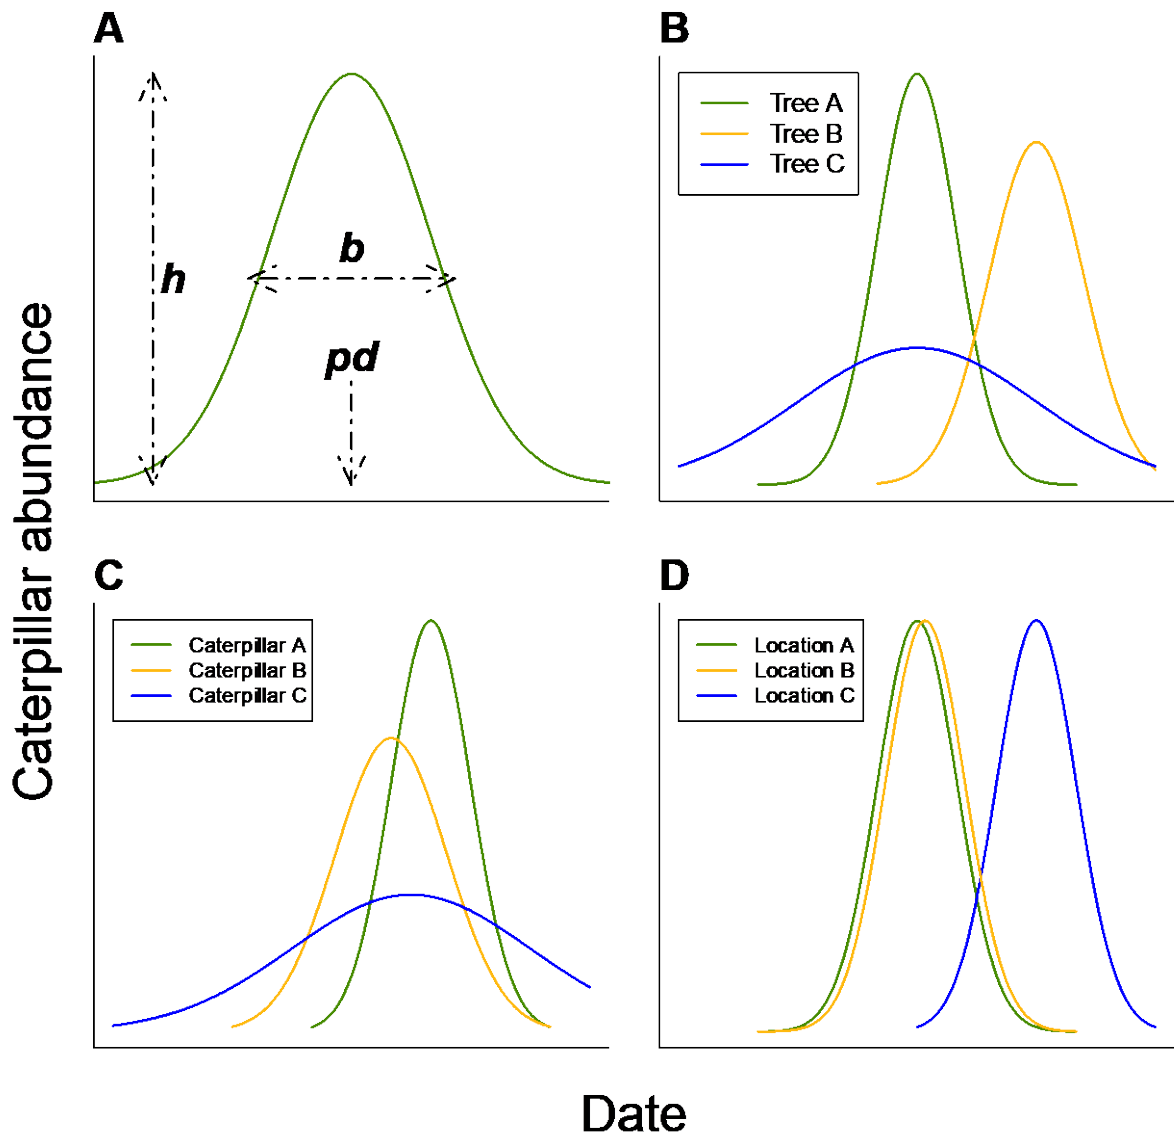 A
h
b
pd
B
Tree A
Tree B
Tree C
C
Caterpillar A
Caterpillar B
Caterpillar C
D
Location A
Location B
Location C
Caterpillar abundance
Date